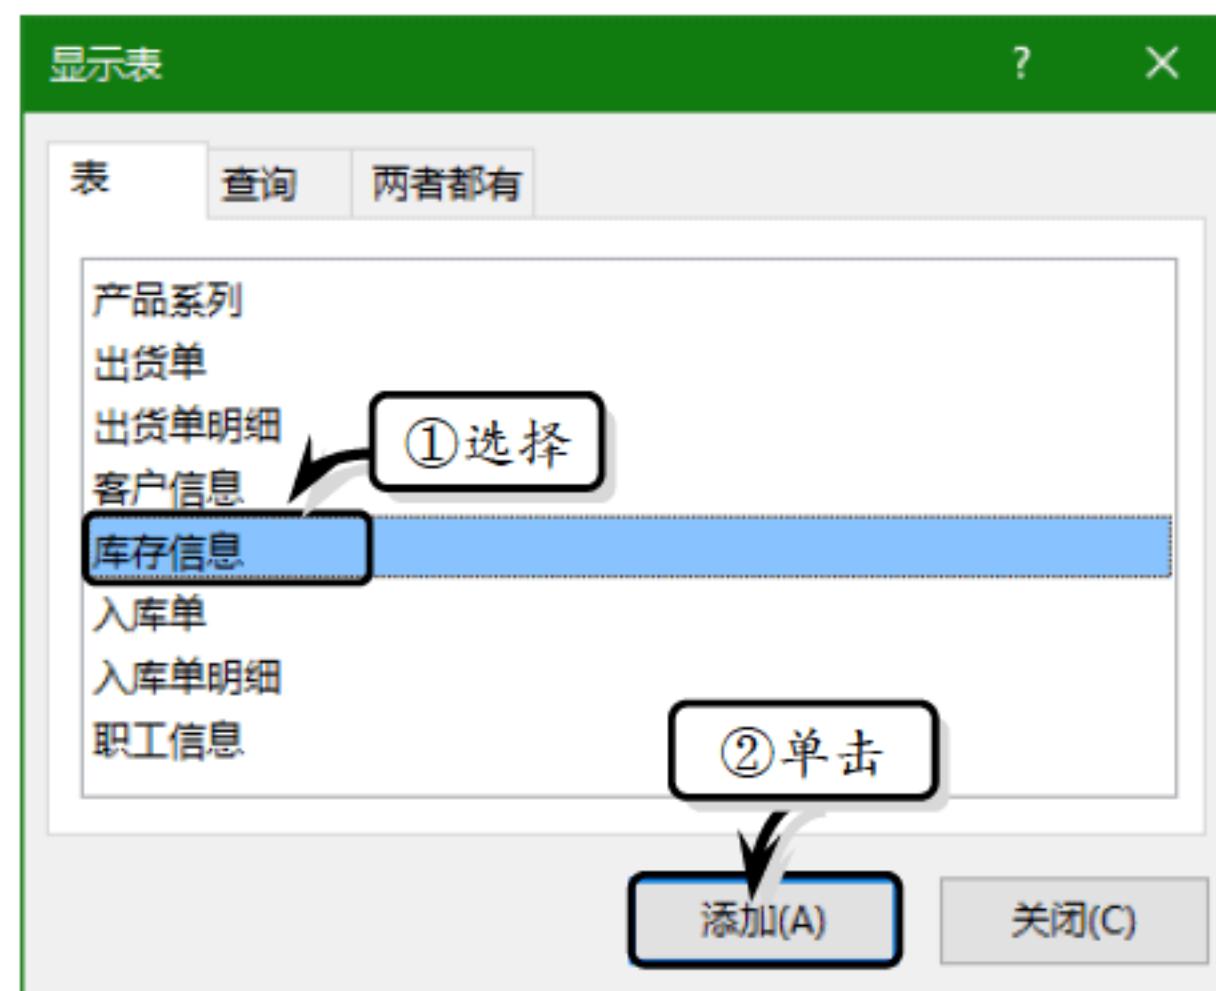 显示表 ?
表 查询 两者都有
产品系列
出货单
出货单明细
①选择
客户信息
库存信息
入库单
入库单明细
职工信息
②单击
添加(A) 关闭(C)